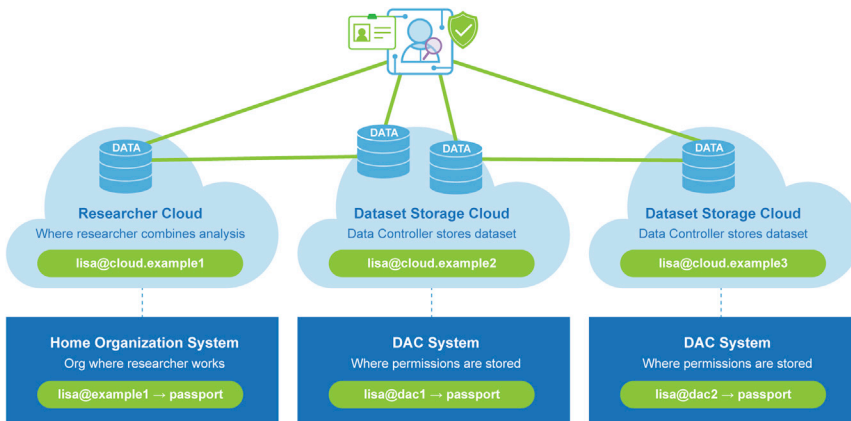 DATA
DATA
DATA
DATA
Researcher Cloud
Where researcher combines analysis
lisa@cloud.example1
Dataset Storage Cloud
Data Controller stores dataset
lisa@cloud.example2
Dataset Storage Cloud
Data Controller stores dataset
lisa@cloud.example3
Home Organization System
Org where researcher works
lisa@example1 → passport
DAC System
Where permissions are stored
lisa@dac1 → passport
DAC System
Where permissions are stored
lisa@dac2 → passport